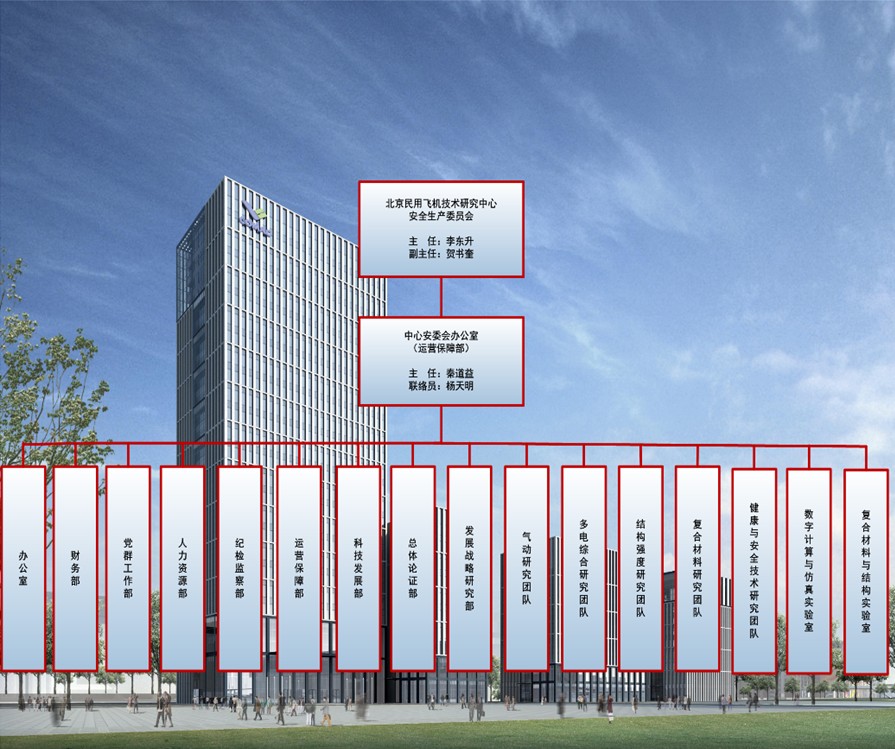 北京民用飞机技术研究中心
安全生产委员会
主　任：李东升
副主任：贺书奎
中心安委会办公室
（运营保障部）
主　任：秦道益
联络员：杨天明
办公室
财务部
党群工作部
人力资源部
纪检监察部
运营保障部
科技发展部
总体论证部
发展战略研究部
气动研究团队
多电综合研究团队
结构强度研究团队
复合材料研究团队
健康与安全技术研究团队
数字计算与仿真实验室
复合材料与结构实验室